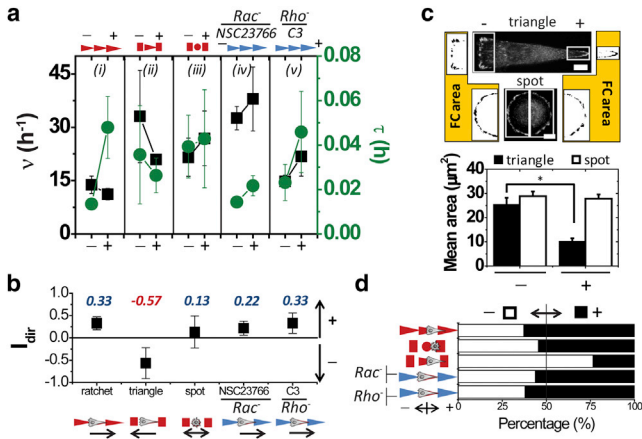 a
Rac-
Rho-
NSC23766
C3
− + − + − + − +
(i) (ii) (iii) (iv) (v)
45
30
15
0
ν (h-1)
0.08
0.06
0.04
0.02
0.00
τ (h)
− + − + − + − + − +
b
0.33 -0.57 0.13 0.22 0.33
1.0
0.5
0.0
-0.5
-1.0
Idir
+
−
ratchet triangle spot NSC23766 C3
Rac- Rho-
c
- triangle +
spot
FC area
FC area
triangle spot
*
30
20
10
0
Mean area (µm2)
− +
d
− +
Rac-
Rho-
− +
0 25 50 75 100
Percentage (%)